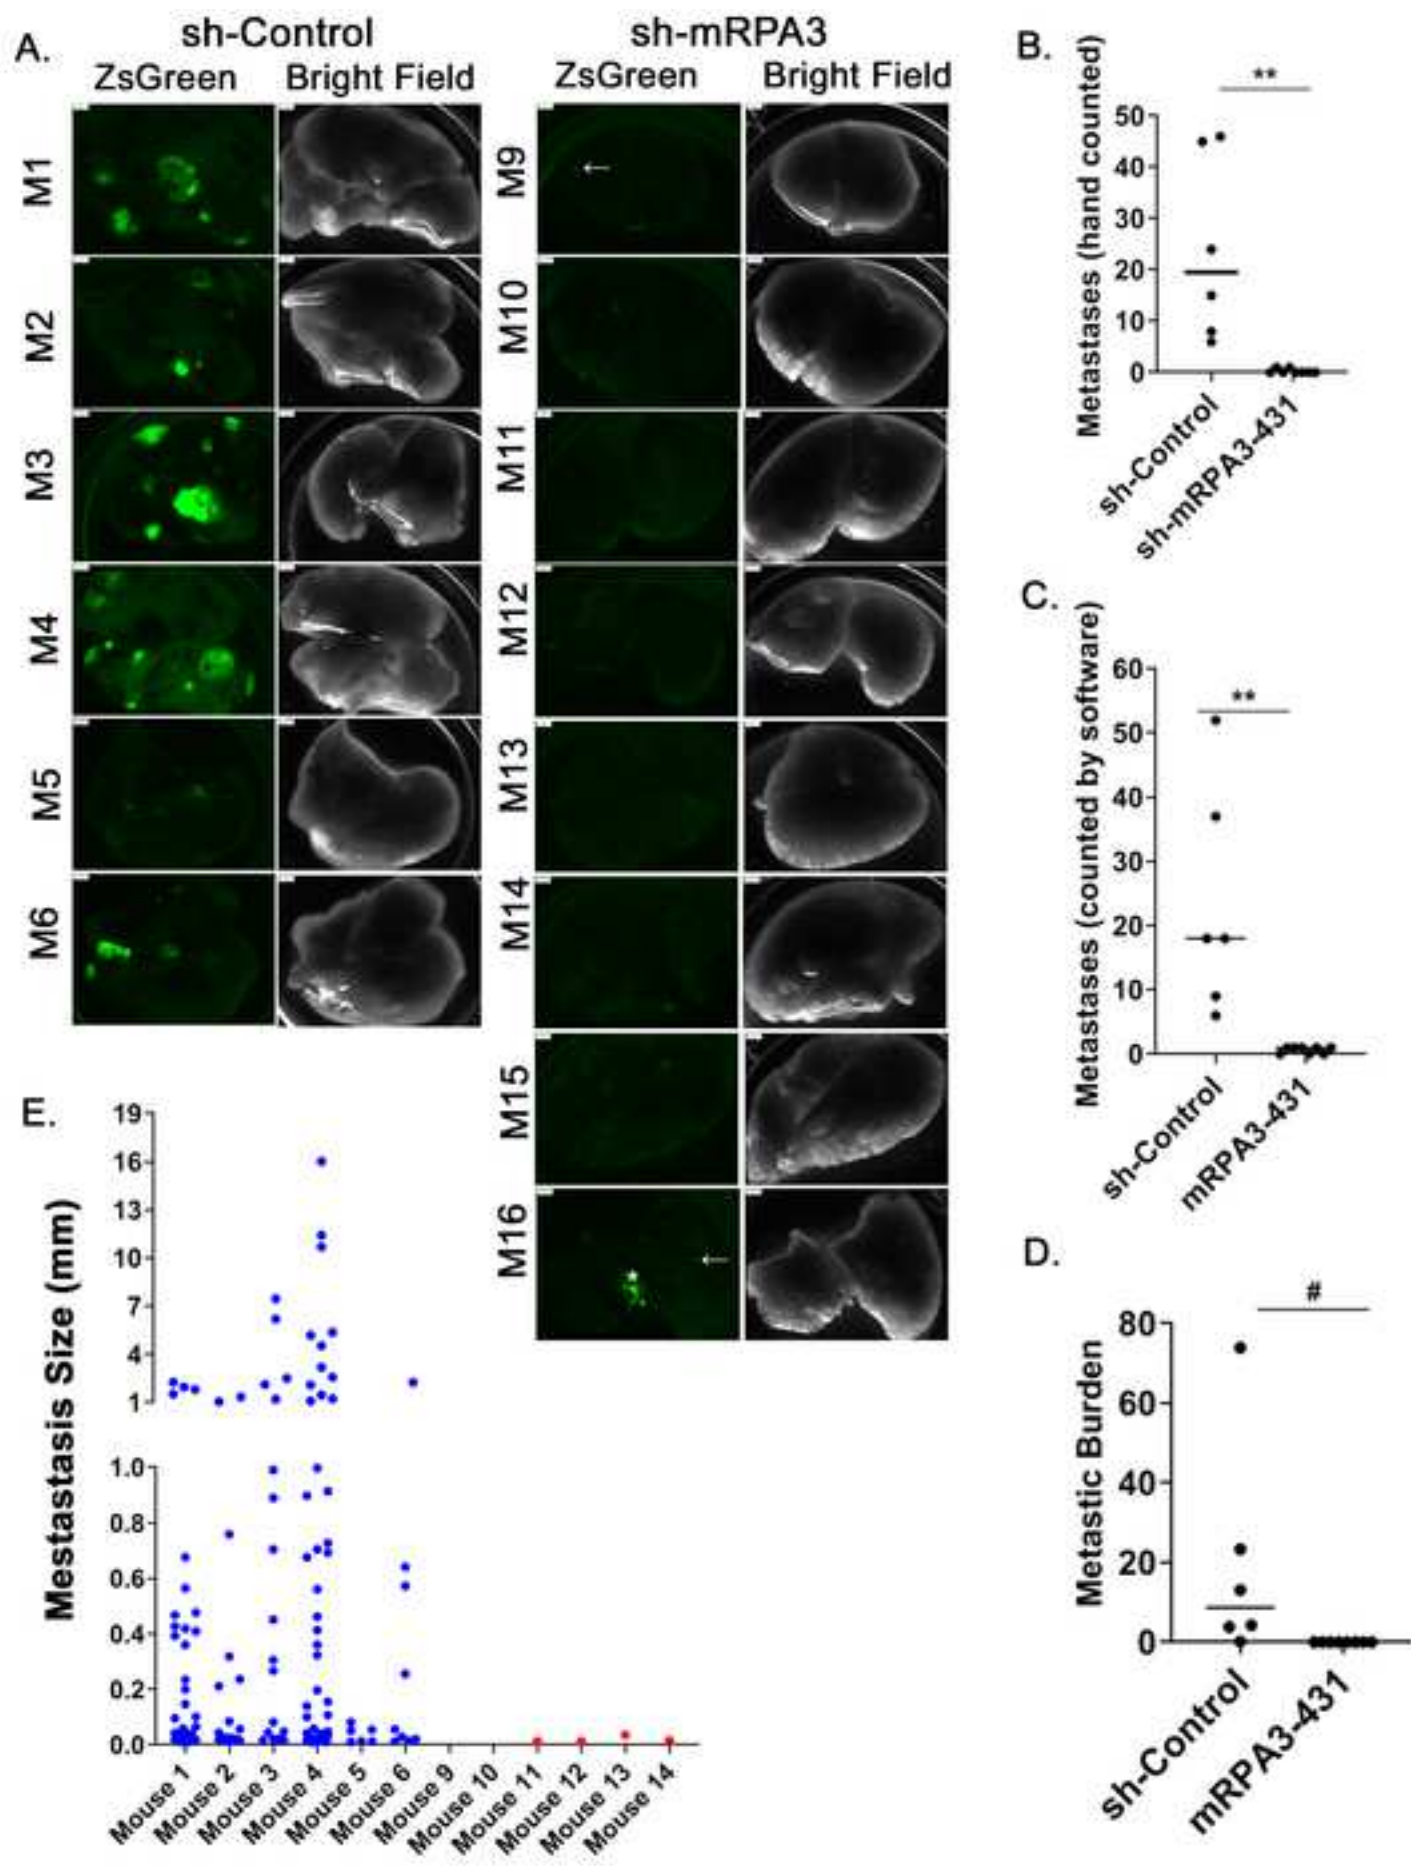 A.
sh-Control
sh-mRPA3
ZsGreen
Bright Field
ZsGreen
Bright Field
M1
M2
M3
M4
M5
M6
M9
M10
M11
M12
M13
M14
M15
M16
B.
Metastases (hand counted)
**
50
40
30
20
10
0
sh-Control
sh-mRPA3-431
C.
Metastases (counted by software)
**
60
50
40
30
20
10
0
sh-Control
mRPA3-431
D.
Metastic Burden
#
80
60
40
20
0
sh-Control
mRPA3-431
E.
Mestastasis Size (mm)
19
16
13
10
7
4
1
1.0
0.8
0.6
0.4
0.2
0.0
Mouse 1
Mouse 2
Mouse 3
Mouse 4
Mouse 5
Mouse 6
Mouse 9
Mouse 10
Mouse 11
Mouse 12
Mouse 13
Mouse 14